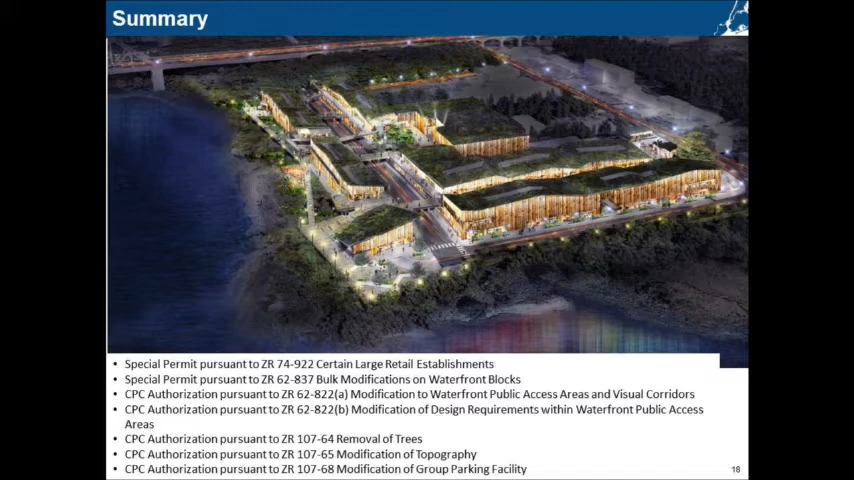 Summary
• Special Permit pursuant to ZR 74-922 Certain Large Retail Establishments
• Special Permit pursuant to ZR 62-837 Bulk Modifications on Waterfront Blocks
• CPC Authorization pursuant to ZR 62-822(a) Modification to Waterfront Public Access Areas and Visual Corridors
• CPC Authorization pursuant to ZR 62-822(b) Modification of Design Requirements within Waterfront Public Access
Areas
• CPC Authorization pursuant to ZR 107-64 Removal of Trees
• CPC Authorization pursuant to ZR 107-65 Modification of Topography
• CPC Authorization pursuant to ZR 107-68 Modification of Group Parking Facility
18